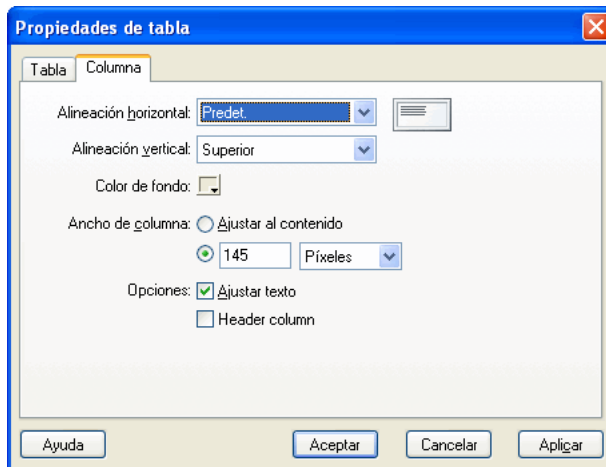 Propiedades de tabla
Tabla Columna
Alineación horizontal: Predet.
Alineación vertical: Superior
Color de fondo:
Ancho de columna: Ajustar al contenido
145 Píxeles
Opciones: Ajustar texto
Header column
Ayuda Aceptar Cancelar Aplicar